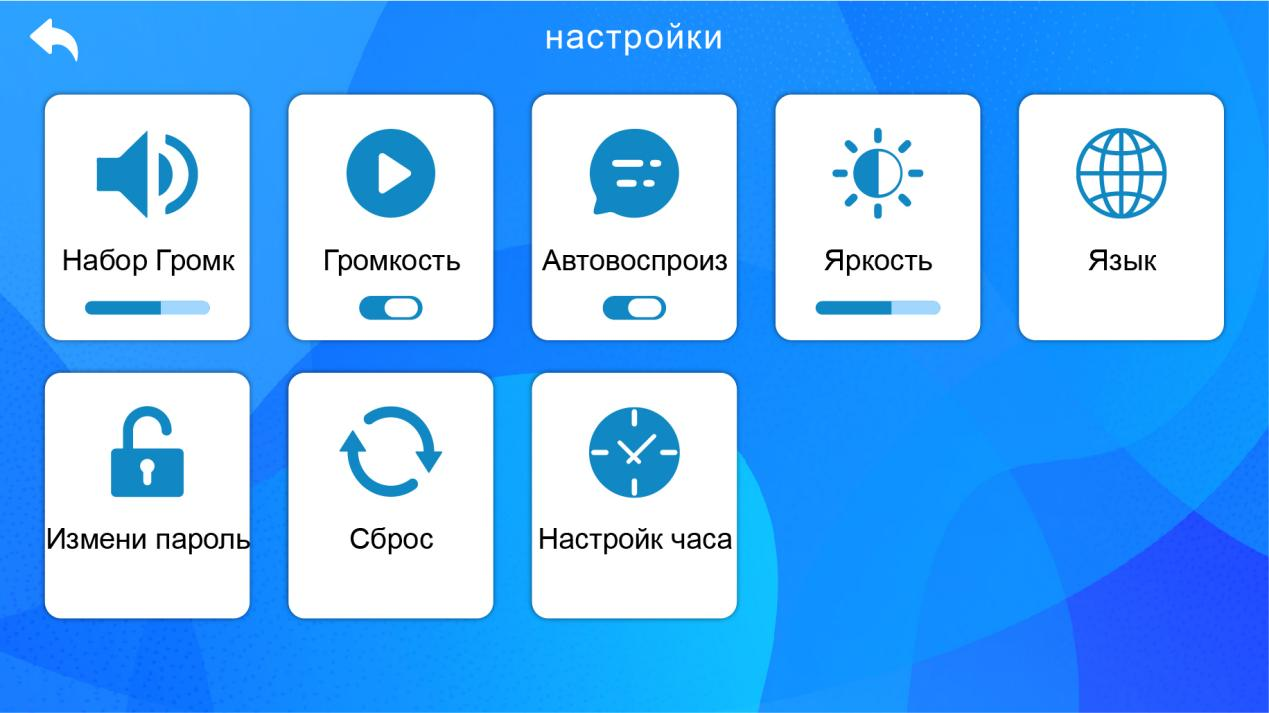 настройки
Набор Громк
Громкость
Автовоспроиз
Яркость
Язык
Измени пароль
Сброс
Настройк часа